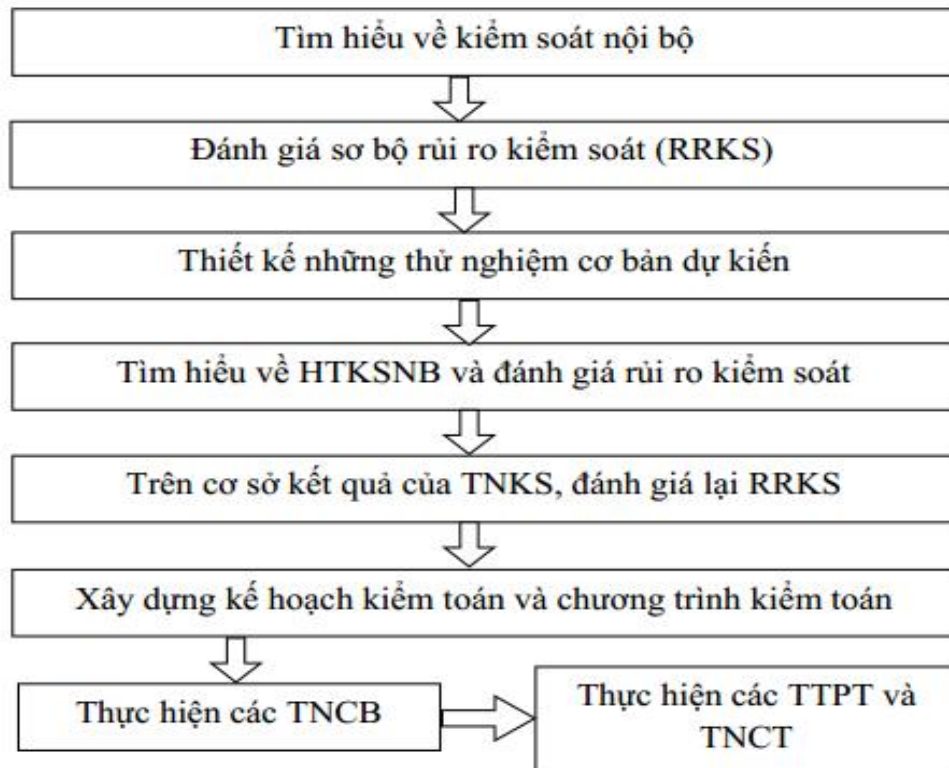 Tìm hiểu về kiểm soát nội bộ
Đánh giá sơ bộ rủi ro kiểm soát (RRKS)
Thiết kế những thử nghiệm cơ bản dự kiến
Tìm hiểu về HTKSNB và đánh giá rủi ro kiểm soát
Trên cơ sở kết quả của TNKS, đánh giá lại RRKS
Xây dựng kế hoạch kiểm toán và chương trình kiểm toán
Thực hiện các TNCB
Thực hiện các TTPT và
TNCT